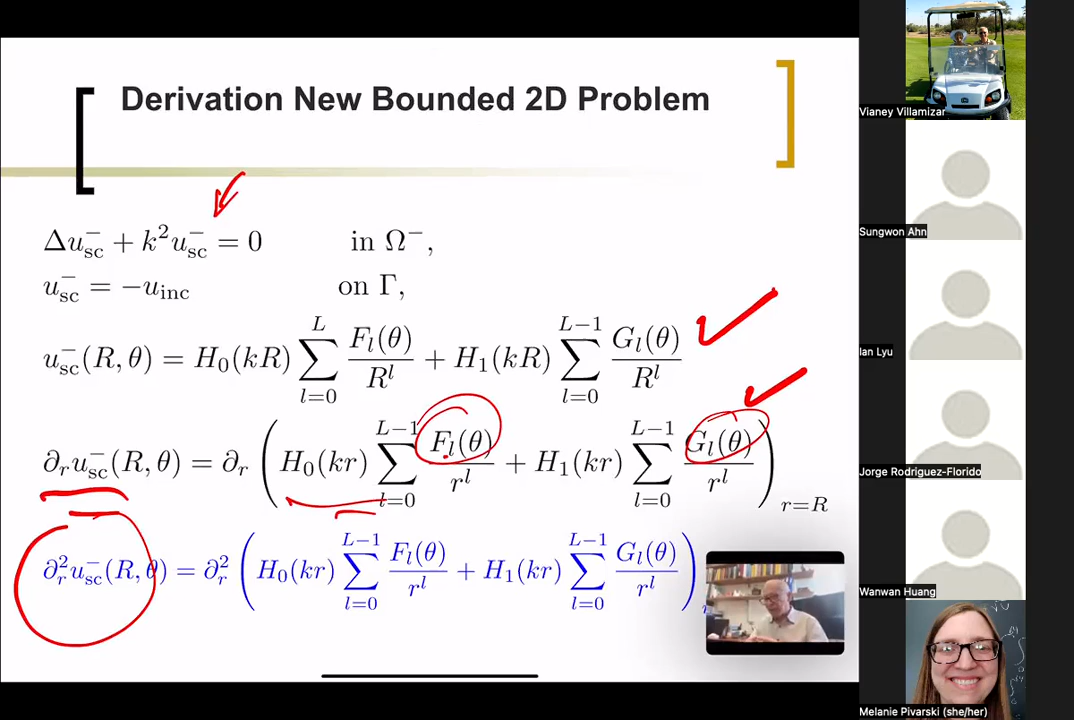 Derivation New Bounded 2D Problem
Δu⁻_sc + k²u⁻_sc = 0 in Ω⁻,
u⁻_sc = −u_inc on Γ,
u⁻_sc(R, θ) = H₀(kR) ∑_{l=0}^{L} F_l(θ)/R^l + H₁(kR) ∑_{l=0}^{L−1} G_l(θ)/R^l
∂_r u⁻_sc(R, θ) = ∂_r (H₀(kr) ∑_{l=0}^{L−1} F_l(θ)/r^l + H₁(kr) ∑_{l=0}^{L−1} G_l(θ)/r^l)_{r=R}
∂²_r u⁻_sc(R, θ) = ∂²_r (H₀(kr) ∑_{l=0}^{L−1} F_l(θ)/r^l + H₁(kr) ∑_{l=0}^{L−1} G_l(θ)/r^l)
Vianey Villamizar
Sungwon Ahn
Ian Lyu
Jorge Rodriguez-Florido
Wanwan Huang
Melanie Pivarski (she/her)